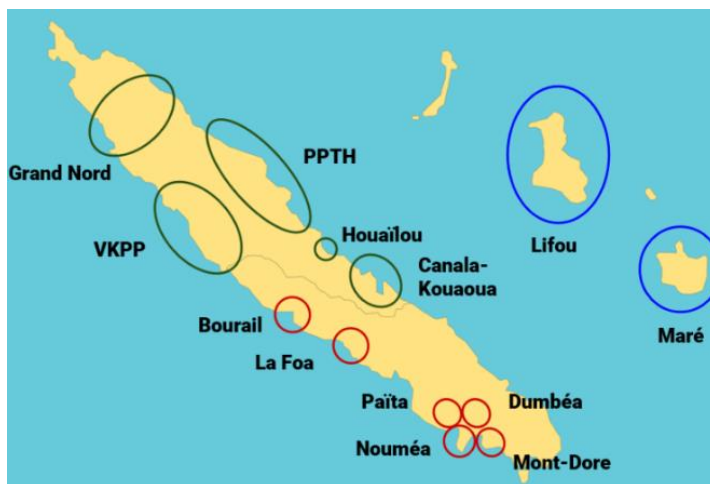 PPTH
Grand Nord
Houaïlou
VKPP
Lifou
Canala-
Kouaoua
Bourail
Maré
La Foa
Païta
Dumbéa
Nouméa
Mont-Dore